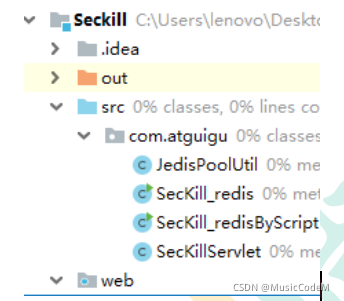 Seckill C:\Users\lenovo\Deskto
.idea
out
src 0% classes, 0% lines co
com.atguigu 0% classes
JedisPoolUtil 0% me
SecKill_redis 0% met
SecKill_redisByScript
SecKillServlet 0% me
web
CSDN @MusicCodeM